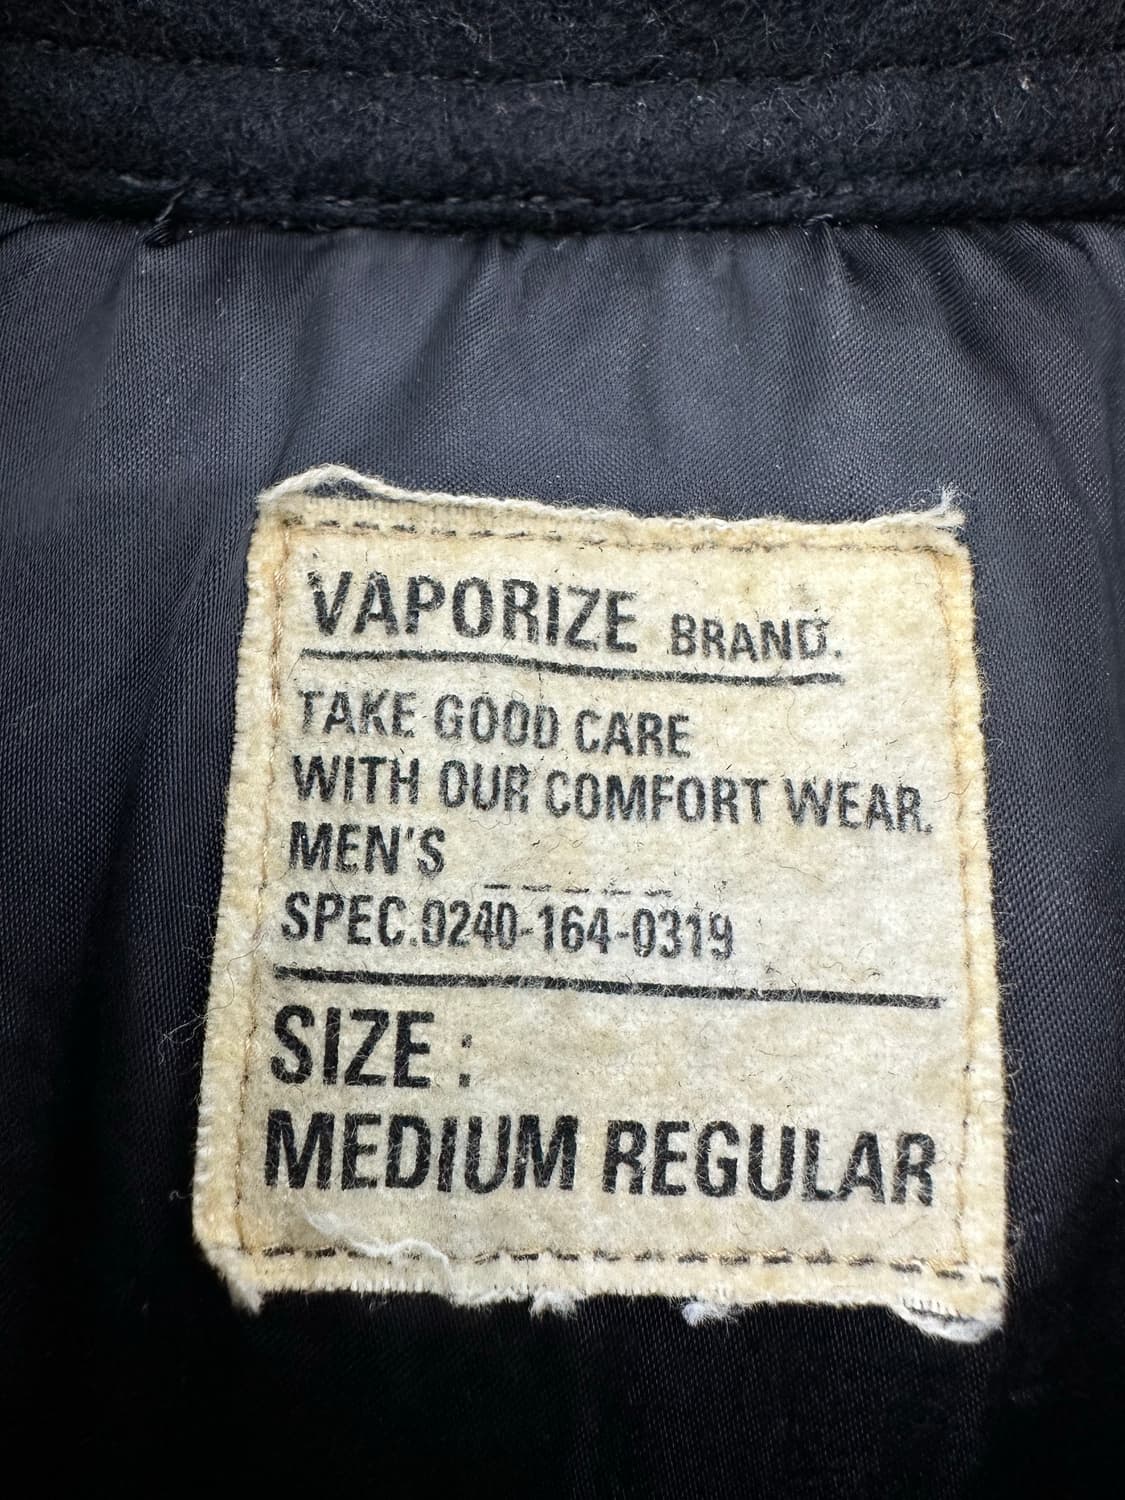 VAPORIZE BRAND.
TAKE GOOD CARE
WITH OUR COMFORT WEAR.
MEN'S
SPEC.0240-164-0319
SIZE :
MEDIUM REGULAR